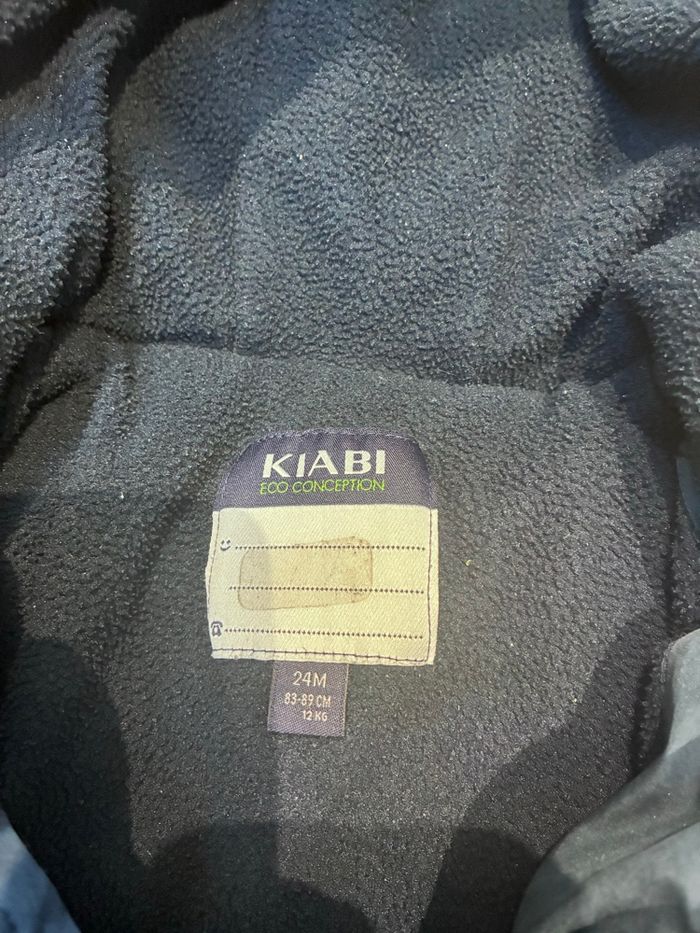 KIABI
ECO CONCEPTION
24M
83-89 CM
12 KG